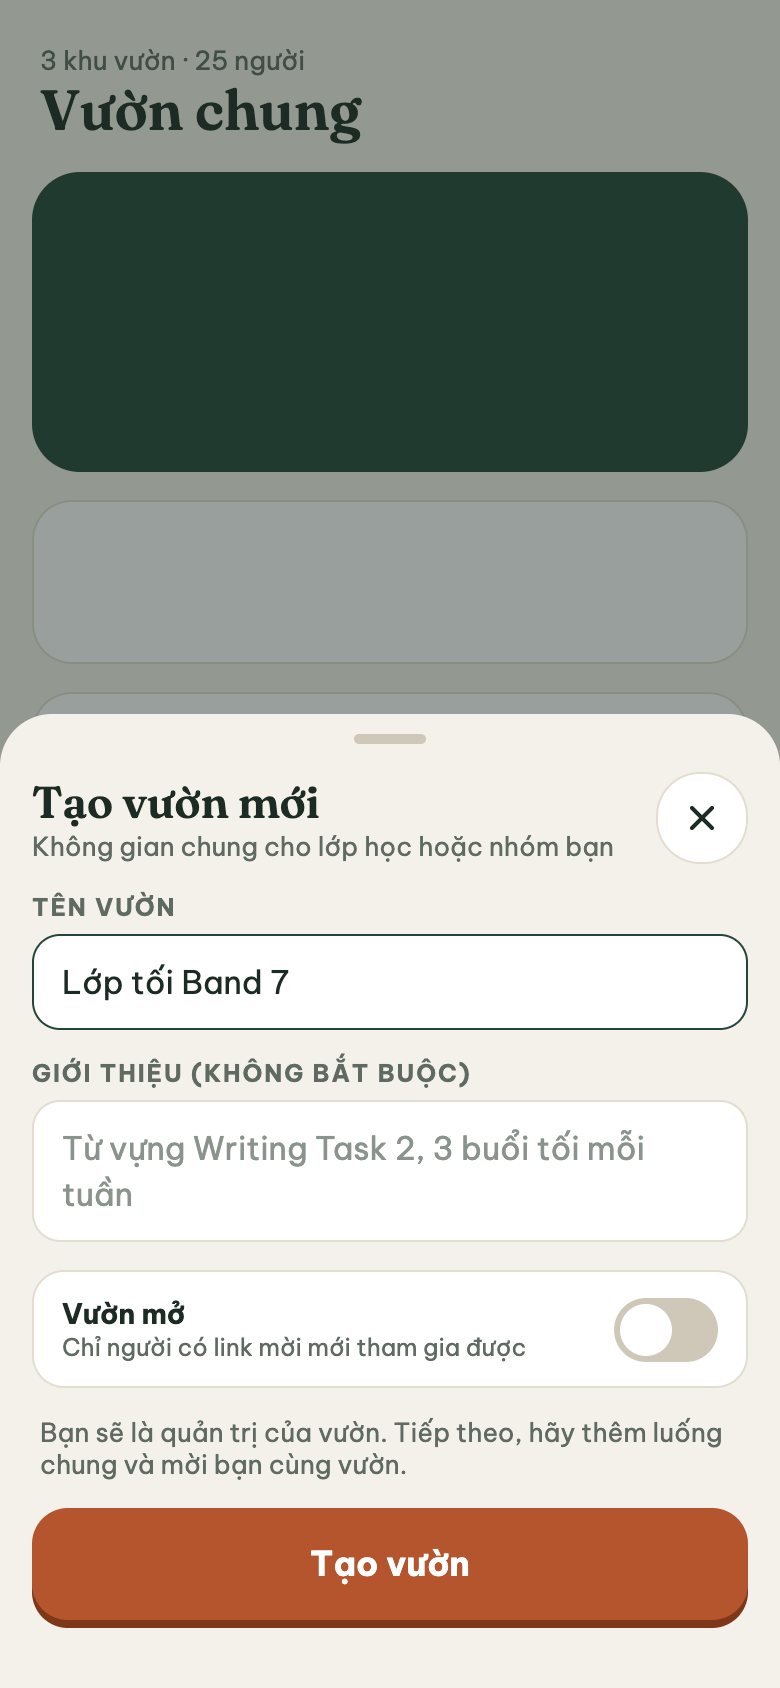 3 khu vườn · 25 người
Vườn chung
Tạo vườn mới
Không gian chung cho lớp học hoặc nhóm bạn
TÊN VƯỜN
Lớp tối Band 7
GIỚI THIỆU (KHÔNG BẮT BUỘC)
Từ vựng Writing Task 2, 3 buổi tối mỗi
tuần
Vườn mở
Chỉ người có link mời mới tham gia được
Bạn sẽ là quản trị của vườn. Tiếp theo, hãy thêm luống
chung và mời bạn cùng vườn.
Tạo vườn